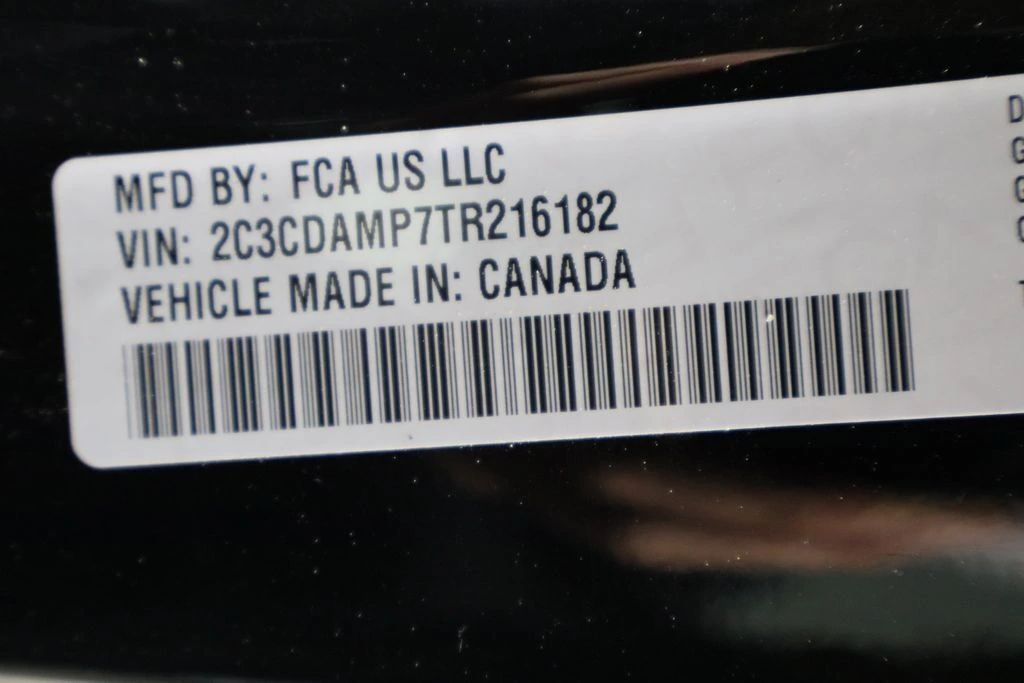 MFD BY: FCA US LLC
VIN: 2C3CDAMP7TR216182
VEHICLE MADE IN: CANADA
D
G
G